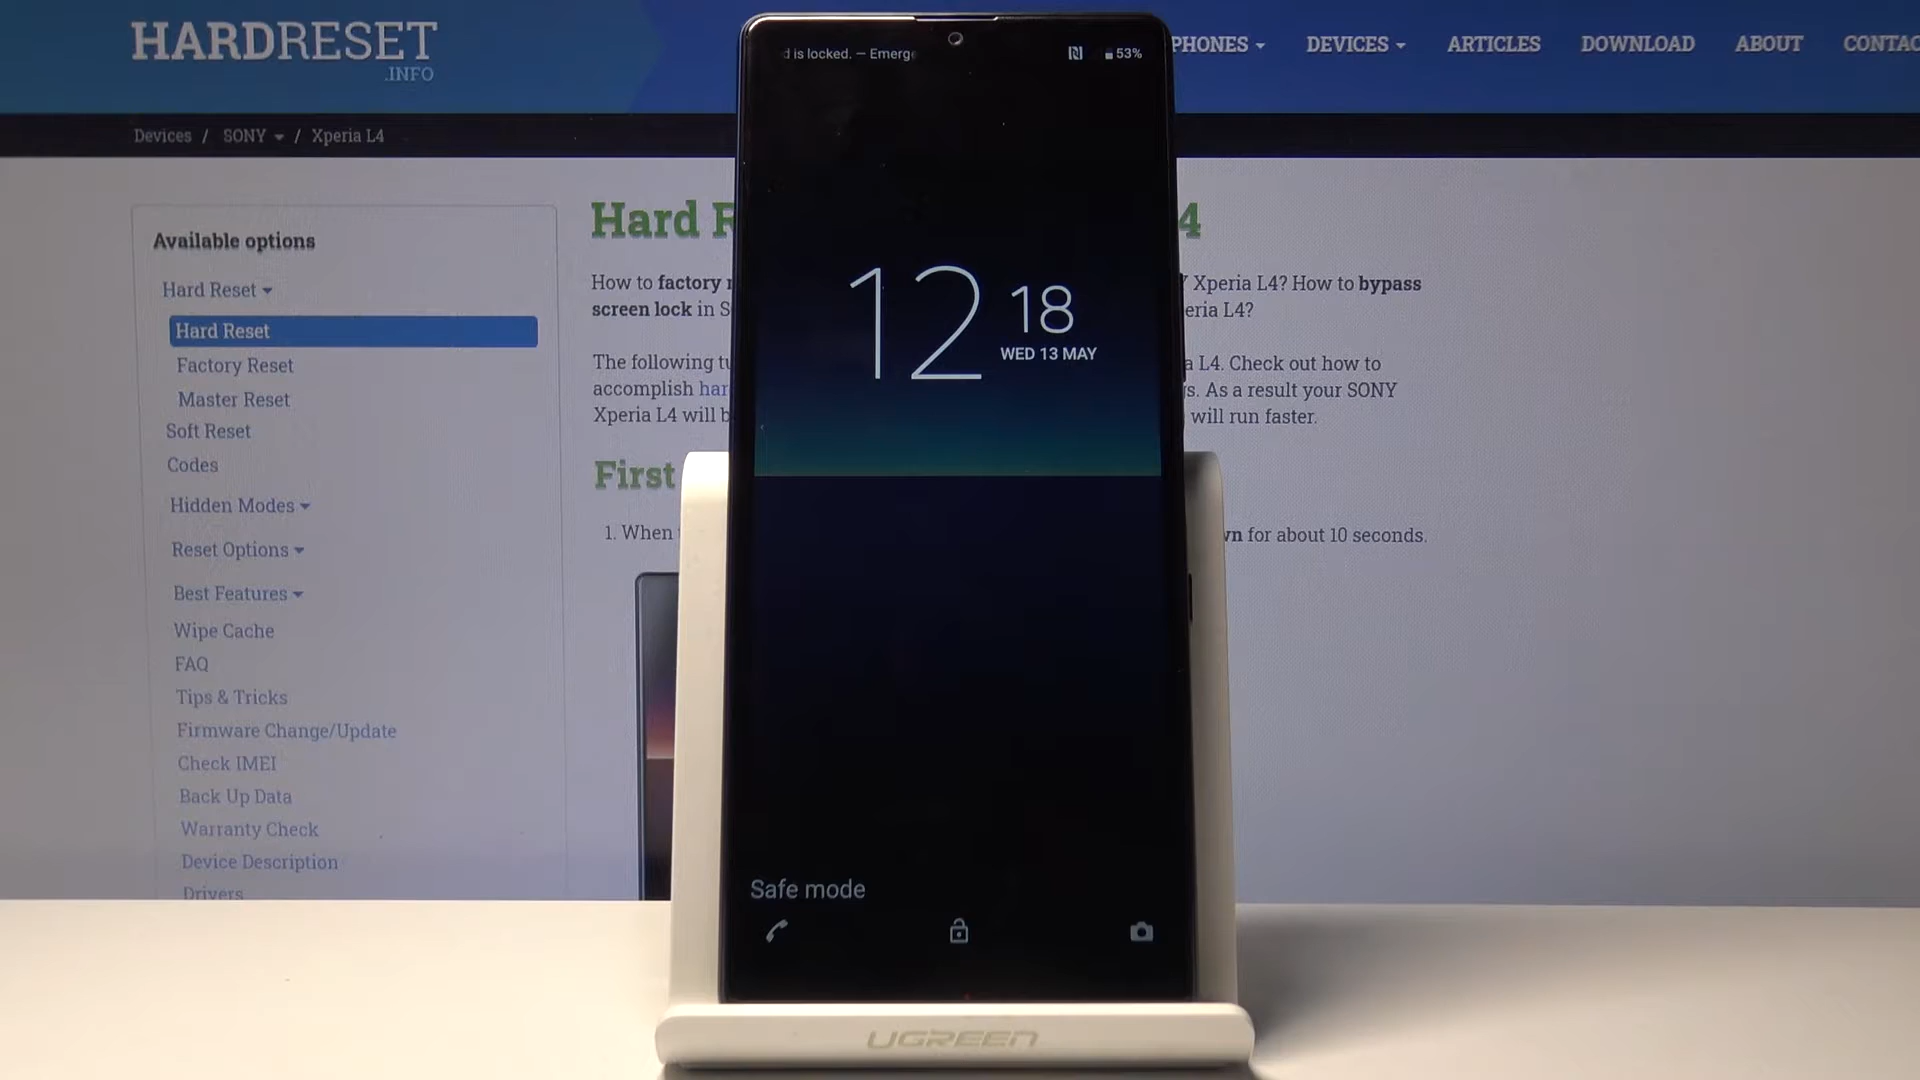 HARDRESET
.INFO
PHONES
DEVICES
ARTICLES
DOWNLOAD
ABOUT
CONTAC
Devices / SONY / Xperia L4
Available options
Hard Reset
Hard Reset
Factory Reset
Master Reset
Soft Reset
Codes
Hidden Modes
Reset Options
Best Features
Wipe Cache
FAQ
Tips & Tricks
Firmware Change/Update
Check IMEI
Back Up Data
Warranty Check
Device Description
Drivers
Hard R
4
How to factory r
Xperia L4? How to bypass
screen lock in S
eria L4?
The following tu
a L4. Check out how to
accomplish har
s. As a result your SONY
Xperia L4 will b
will run faster.
First
1. When
vn for about 10 seconds.
d is locked. — Emerge
53%
12
18
WED 13 MAY
Safe mode
UGREEN